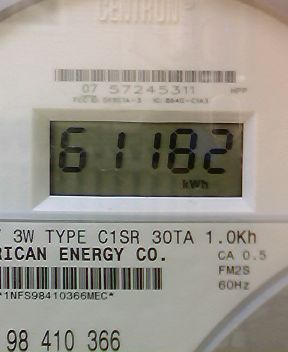 CENTRON
07 57245311 HPP
61182
kWh
3W TYPE C1SR 30TA 1.0Kh
RICAN ENERGY CO. CA 0.5
FM2S
60Hz
*1NFS98410366MEC*
98 410 366